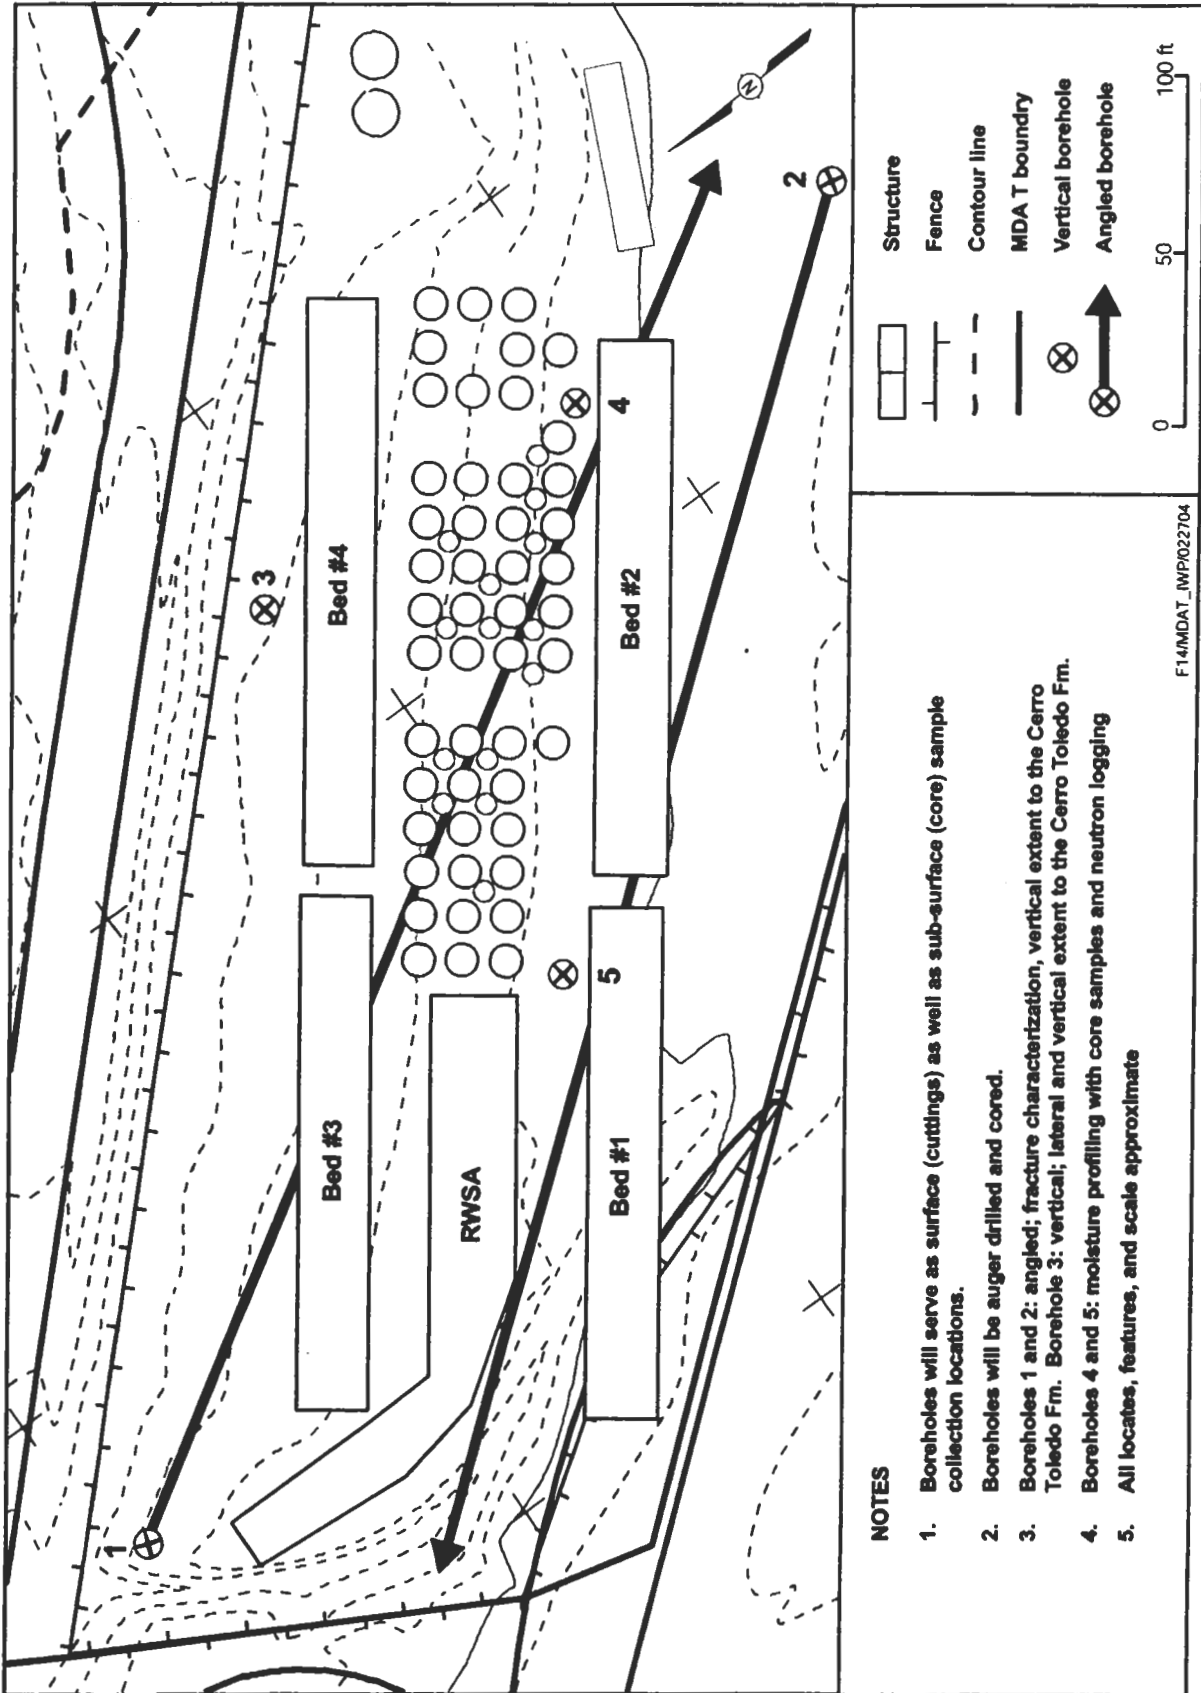 1
3
2
Bed #3
Bed #4
RWSA
5
4
Bed #1
Bed #2
N
NOTES
1. Boreholes will serve as surface (cuttings) as well as sub-surface (core) sample
collection locations.
2. Boreholes will be auger drilled and cored.
3. Boreholes 1 and 2: angled; fracture characterization, vertical extent to the Cerro
Toledo Fm. Borehole 3: vertical; lateral and vertical extent to the Cerro Toledo Fm.
4. Boreholes 4 and 5: moisture profiling with core samples and neutron logging
5. All locates, features, and scale approximate
Structure
Fence
Contour line
MDA T boundry
Vertical borehole
Angled borehole
0 50 100 ft
F14/MDAT_IWP/022704